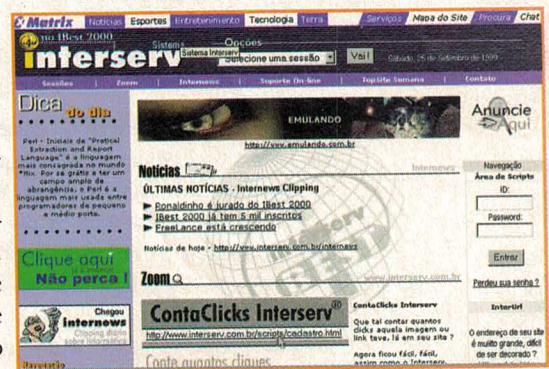 Matrix Notícias Esportes Entretenimento Tecnologia Terra Serviços Mapa do Site Procura Chat
no IBest 2000
interserv
Sistema
Sistema Interserv
Opções
Selecione uma sessão Vai!
Sábado, 25 de Setembro de 1999
Sessões | Zoom | Internews | Suporte On-line | TopSite Semana | Contato
Dica do dia
Perl - Iniciais de "Pratical
Extraction and Report
Language" é a linguagem
mais consagrada no mundo
*Nix. Por se grátis e ter um
campo amplo de
abrangência, o Perl é a
linguagem mais usada entre
programadores de pequeno
e médio porte.
Clique aqui
Não perca !
Chegou
internews
Clipping diário
sobre informática
Navegação
EMULANDO
http://www.emulando.com.br
Notícias
Internews
ÚLTIMAS NOTÍCIAS - Internews Clipping
Ronaldinho é jurado do IBest 2000
IBest 2000 já tem 5 mil inscritos
FreeLance está crescendo
Notícias de hoje - http://www.interserv.com.br/internews
Zoom
www.interserv.com.br
ContaClicks Interserv®
http://www.interserv.com.br/scripts/cadastro.html
Conte quantos cliques
ContaClicks Interserv
Que tal contar quantos
clicks aquela imagem ou
link teve, lá em seu site ?
Agora ficou fácil, fácil,
assim como o Interserv
Anuncie
Aqui
Navegação
Área de Scripts
ID:
Password:
Entrar
Perdeu sua senha ?
InterUrl
O endereço de seu site
é muito grande, difícil
de ser decorado ?